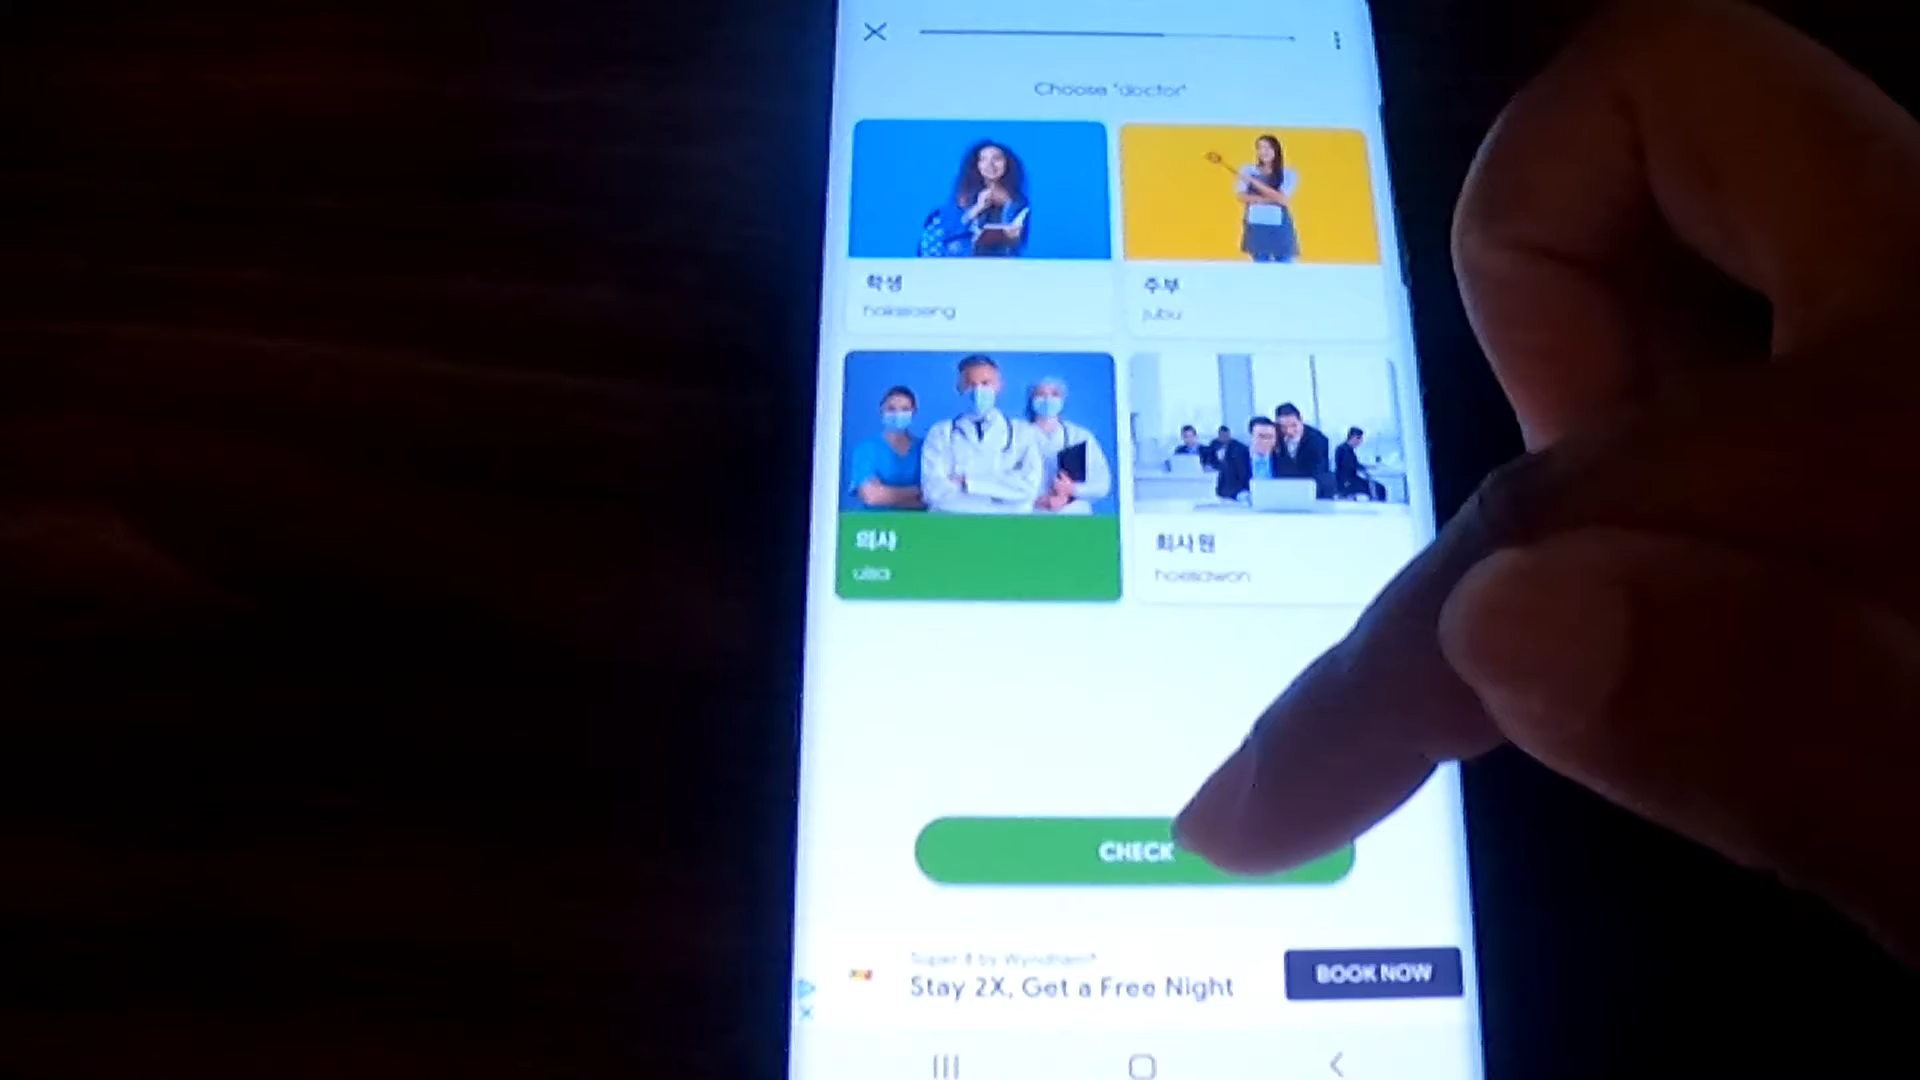 Choose "doctor"
학생
haksaeng
주부
jubu
의사
uisa
회사원
hoesawon
CHECK
Super 8 by Wyndham®
Stay 2X, Get a Free Night
BOOK NOW